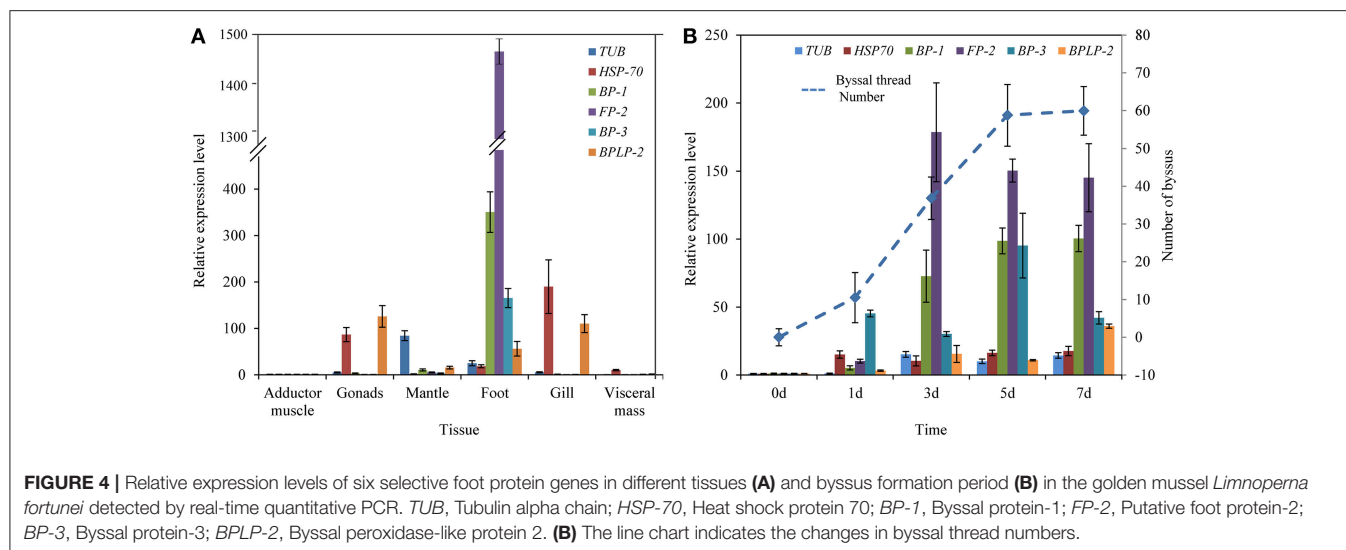 A
1500
1400
1300
400
300
200
100
0
Relative expression level
TUB
HSP-70
BP-1
FP-2
BP-3
BPLP-2
Adductor muscle
Gonads
Mantle
Foot
Gill
Visceral mass
Tissue
B
250
200
150
100
50
0
Relative expression level
TUB HSP70 BP-1 FP-2 BP-3 BPLP-2
Byssal thread
Number
80
70
60
50
40
30
20
10
0
-10
Number of byssus
0d 1d 3d 5d 7d
Time
FIGURE 4 | Relative expression levels of six selective foot protein genes in different tissues (A) and byssus formation period (B) in the golden mussel Limnoperna
fortunei detected by real-time quantitative PCR. TUB, Tubulin alpha chain; HSP-70, Heat shock protein 70; BP-1, Byssal protein-1; FP-2, Putative foot protein-2;
BP-3, Byssal protein-3; BPLP-2, Byssal peroxidase-like protein 2. (B) The line chart indicates the changes in byssal thread numbers.